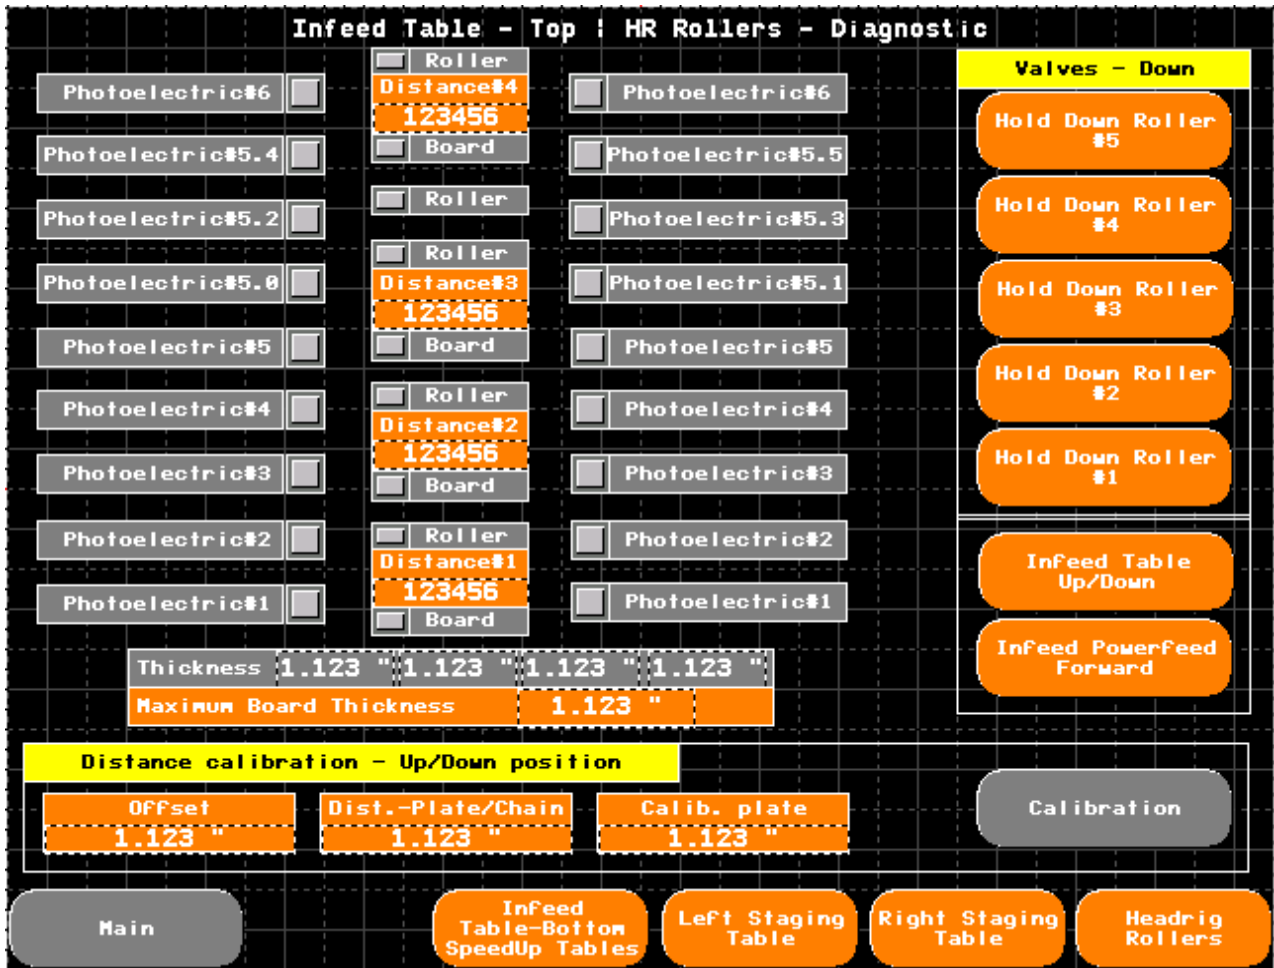 Infeed Table - Top | HR Rollers - Diagnostic
Photoelectric#6
Photoelectric#5.4
Photoelectric#5.2
Photoelectric#5.0
Photoelectric#5
Photoelectric#4
Photoelectric#3
Photoelectric#2
Photoelectric#1
Roller
Distance#4
123456
Board
Roller
Roller
Distance#3
123456
Board
Roller
Distance#2
123456
Board
Roller
Distance#1
123456
Board
Photoelectric#6
Photoelectric#5.5
Photoelectric#5.3
Photoelectric#5.1
Photoelectric#5
Photoelectric#4
Photoelectric#3
Photoelectric#2
Photoelectric#1
Valves - Down
Hold Down Roller
#5
Hold Down Roller
#4
Hold Down Roller
#3
Hold Down Roller
#2
Hold Down Roller
#1
Infeed Table
Up/Down
Infeed Powerfeed
Forward
Thickness 1.123 " 1.123 " 1.123 " 1.123 "
Maximum Board Thickness 1.123 "
Distance calibration - Up/Down position
Offset
1.123 "
Dist.-Plate/Chain
1.123 "
Calib. plate
1.123 "
Calibration
Main
Infeed
Table-Bottom
SpeedUp Tables
Left Staging
Table
Right Staging
Table
Headrig
Rollers